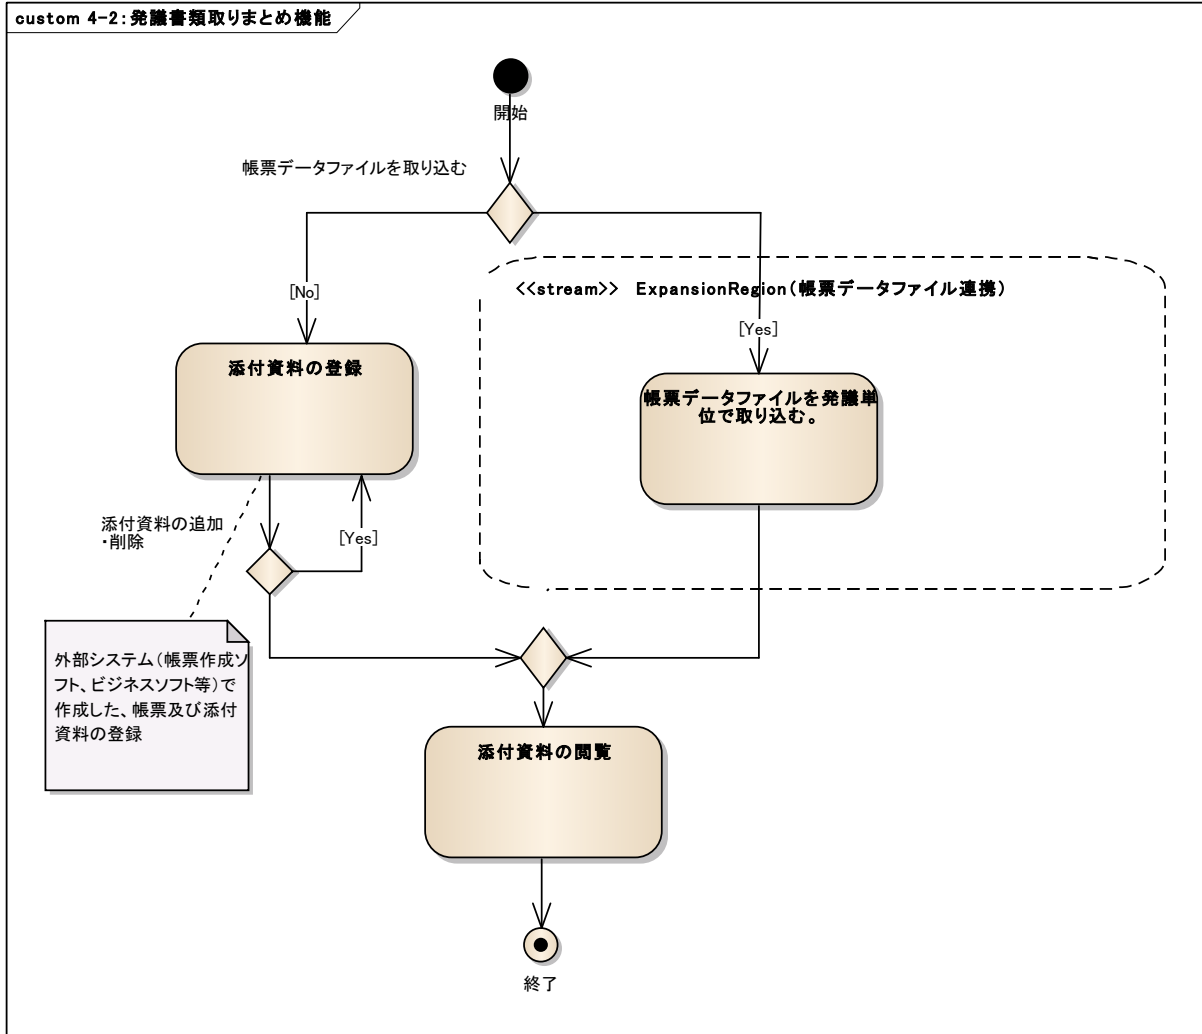 custom 4-2:発議書類取りまとめ機能
開始
帳票データファイルを取り込む
[No]
<<stream>> ExpansionRegion(帳票データファイル連携)
[Yes]
添付資料の登録
帳票データファイルを発議単
位で取り込む。
添付資料の追加
・削除
[Yes]
外部システム(帳票作成ソ
フト、ビジネスソフト等)で
作成した、帳票及び添付
資料の登録
添付資料の閲覧
終了